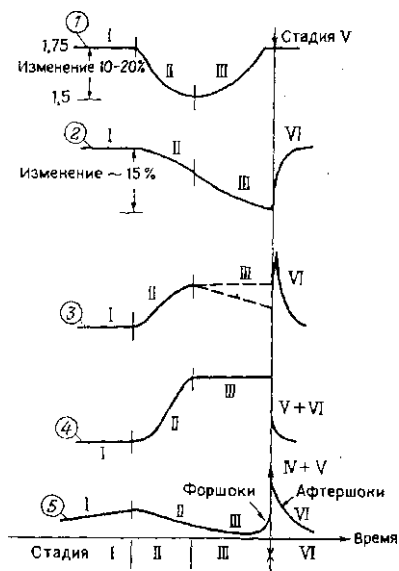 1
I
Стадия V
1,75
Изменение 10-20%
II
III
1,5
2
I
VI
II
Изменение ~ 15%
III
III
VI
II
3
I
III
V + VI
4
II
I
IV + V
Форшоки
Афтершоки
5
I
II
III
VI
Время
Стадия
I
II
III
VI